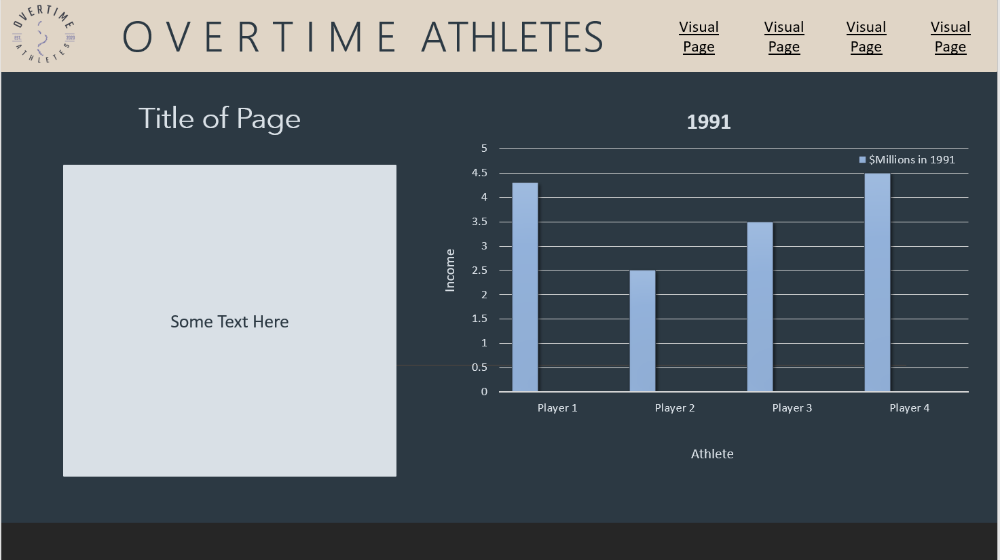 OVERTIME
EST. 2020
ATHLETES
OVERTIME ATHLETES
Visual Page
Visual Page
Visual Page
Visual Page
Title of Page
Some Text Here
1991
$Millions in 1991
5
4.5
4
3.5
3
2.5
2
1.5
1
0.5
0
Income
Player 1 Player 2 Player 3 Player 4
Athlete